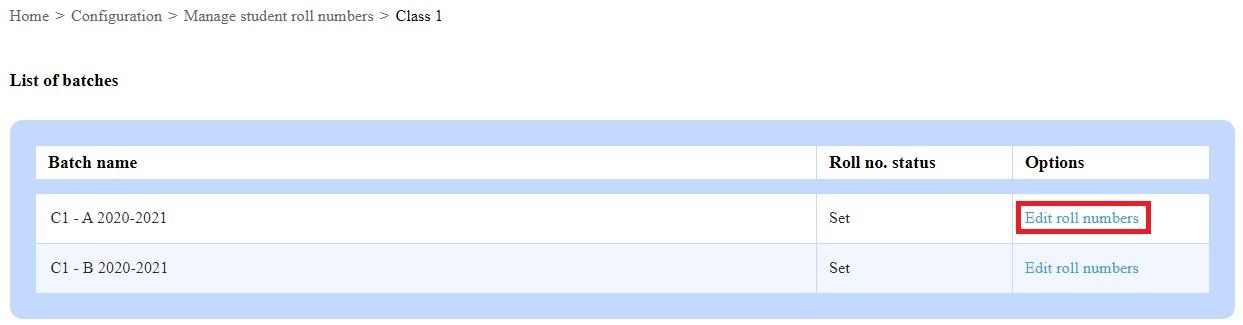 Home > Configuration > Manage student roll numbers > Class 1
List of batches
Batch name Roll no. status Options
C1 - A 2020-2021 Set Edit roll numbers
C1 - B 2020-2021 Set Edit roll numbers